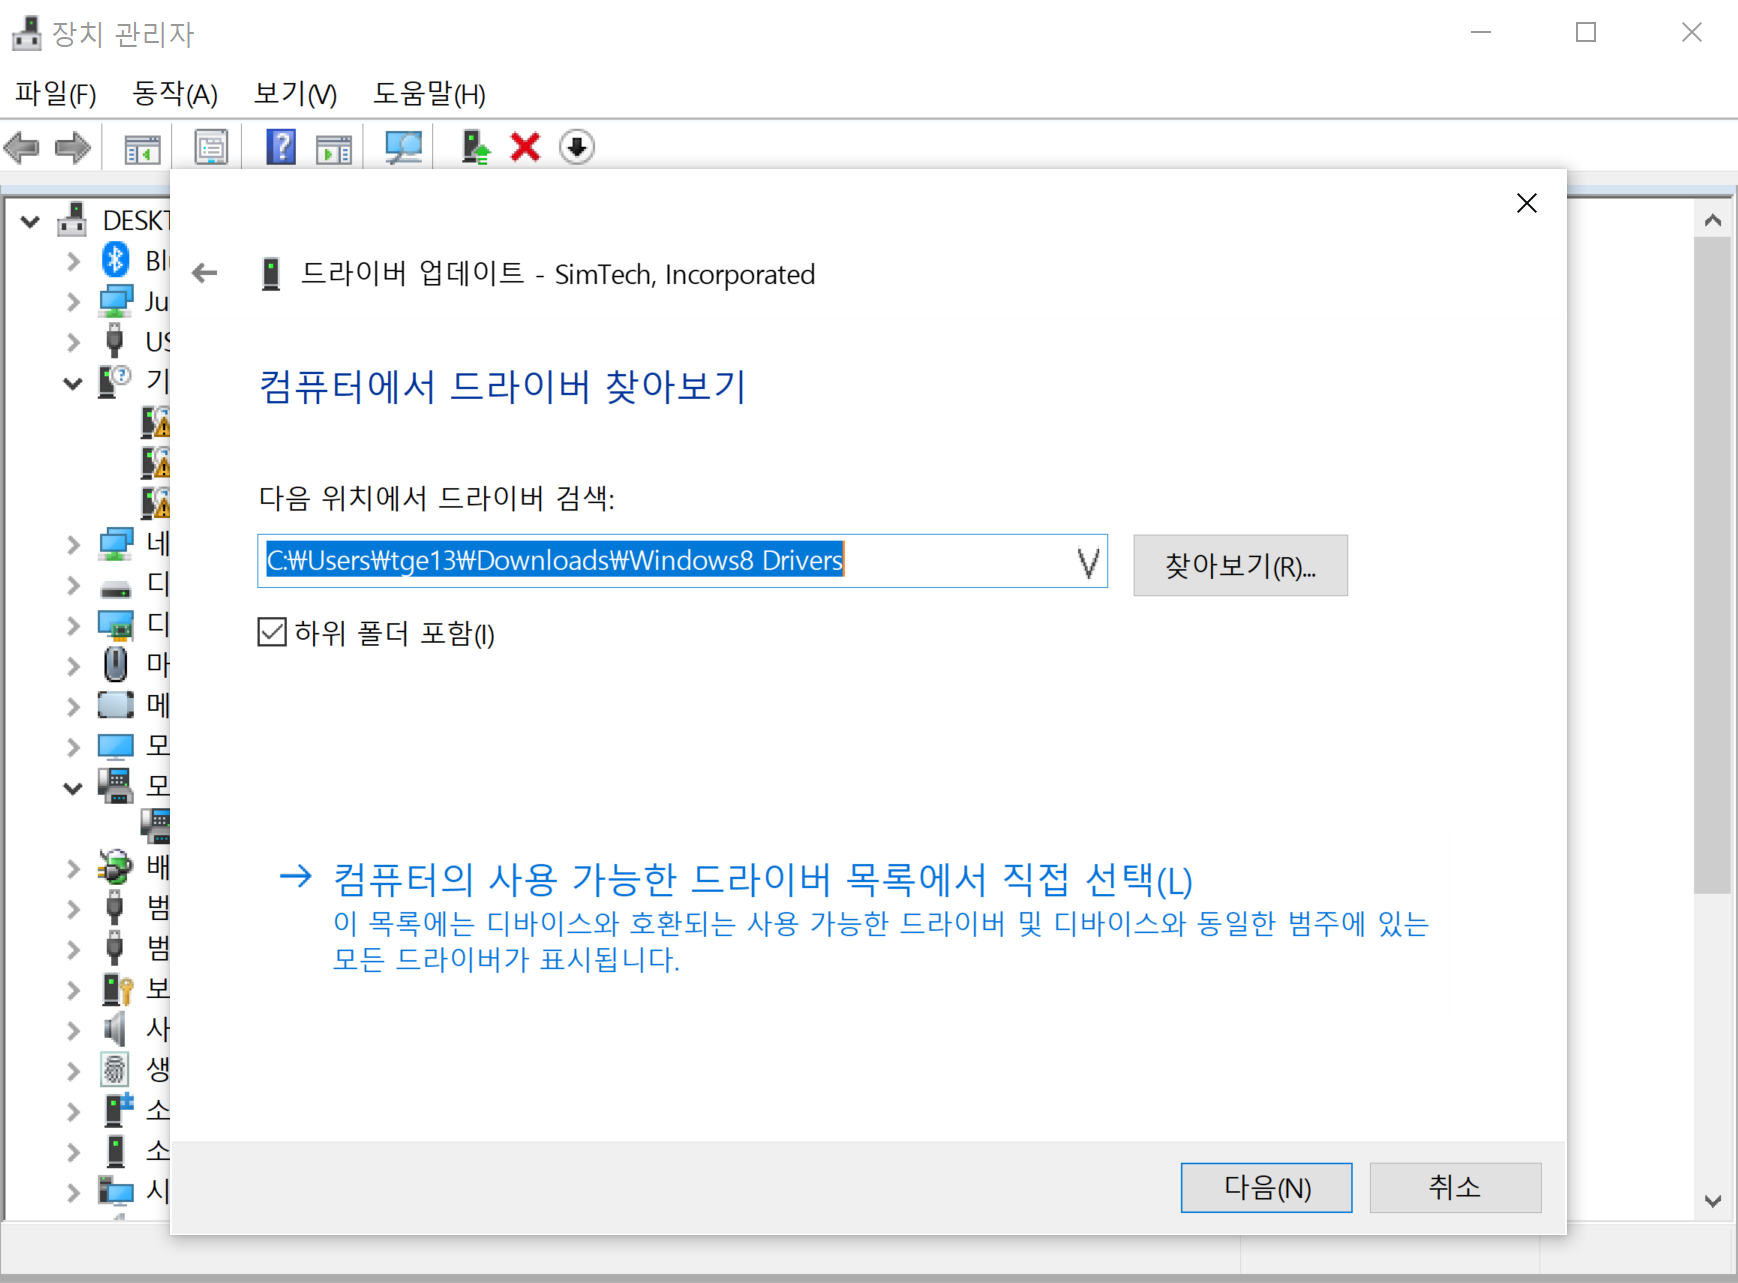 장치 관리자
파일(F) 동작(A) 보기(V) 도움말(H)
드라이버 업데이트 - SimTech, Incorporated
컴퓨터에서 드라이버 찾아보기
다음 위치에서 드라이버 검색:
C:₩Users₩tge13₩Downloads₩Windows8 Drivers
찾아보기(R)...
하위 폴더 포함(I)
컴퓨터의 사용 가능한 드라이버 목록에서 직접 선택(L)
이 목록에는 디바이스와 호환되는 사용 가능한 드라이버 및 디바이스와 동일한 범주에 있는
모든 드라이버가 표시됩니다.
다음(N) 취소
DESKT
Bl
Ju
US
기
네
디
디
마
메
모
모
배
범
범
보
사
생
소
소
시